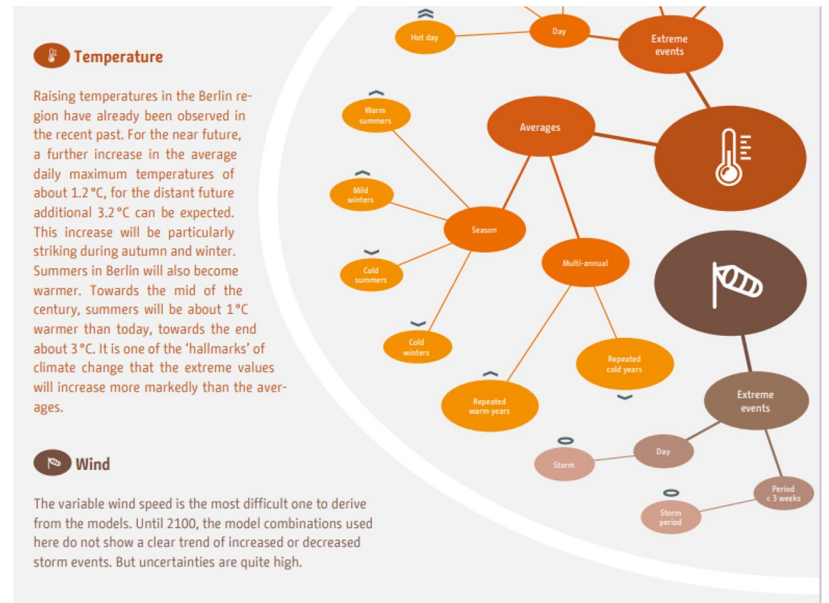 Temperature
Raising temperatures in the Berlin re-
gion have already been observed in
the recent past. For the near future,
a further increase in the average
daily maximum temperatures of
about 1.2 °C, for the distant future
additional 3.2 °C can be expected.
This increase will be particularly
striking during autumn and winter.
Summers in Berlin will also become
warmer. Towards the mid of the
century, summers will be about 1 °C
warmer than today, towards the end
about 3 °C. It is one of the ‘hallmarks’ of
climate change that the extreme values
will increase more markedly than the aver-
ages.
Wind
The variable wind speed is the most difficult one to derive
from the models. Until 2100, the model combinations used
here do not show a clear trend of increased or decreased
storm events. But uncertainties are quite high.
Hot day
Day
Extreme
events
Warm
summers
Averages
Mild
winters
Season
Cold
summers
Multi-annual
Cold
winters
Repeated
cold years
Repeated
warm years
Extreme
events
Day
Storm
Period
< 3 weeks
Storm
period